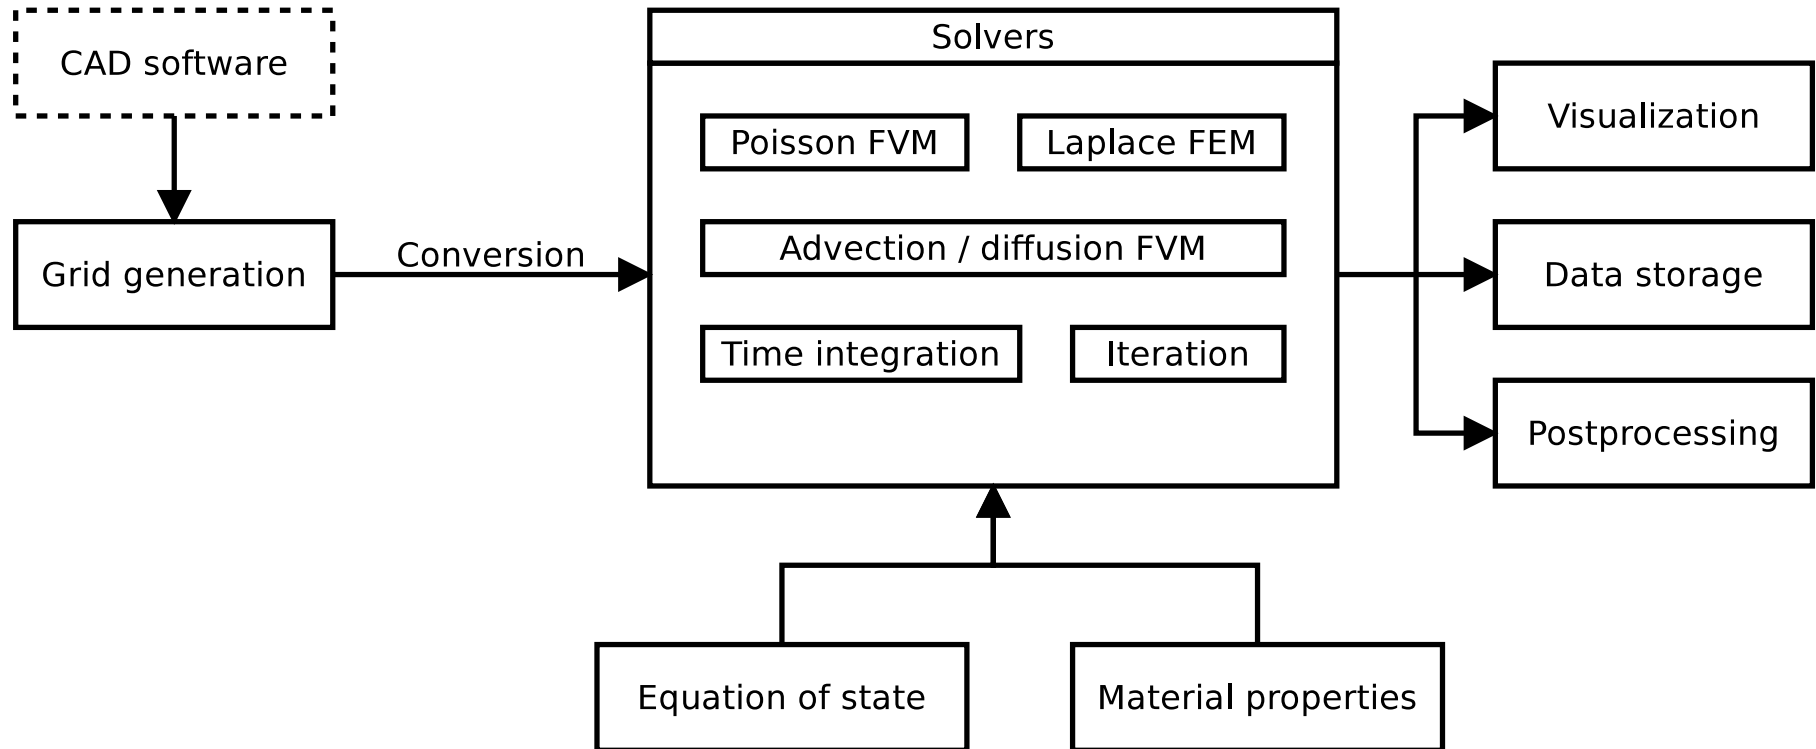 CAD software
Grid generation
Conversion
Solvers
Poisson FVM
Laplace FEM
Advection / diffusion FVM
Time integration
Iteration
Visualization
Data storage
Postprocessing
Equation of state
Material properties